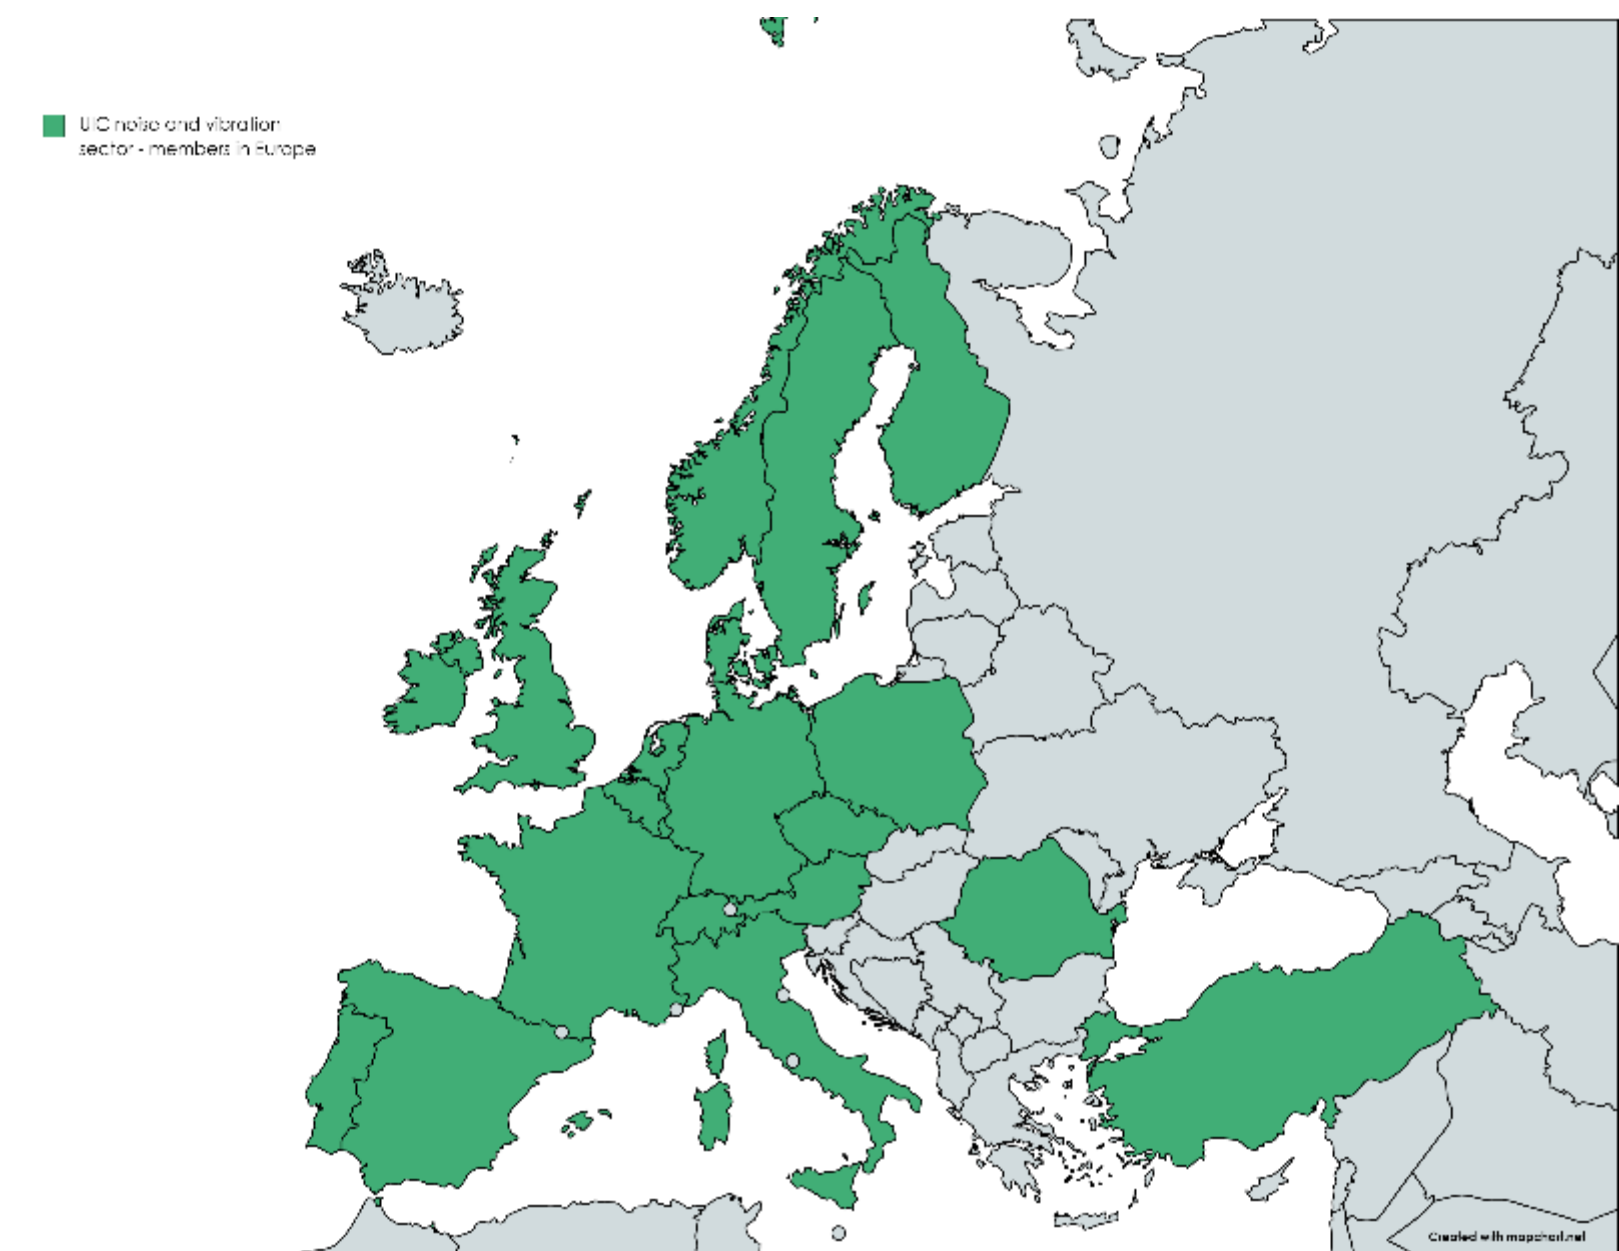 UIC noise and vibration
sector - members in Europe
Created with mapchart.net